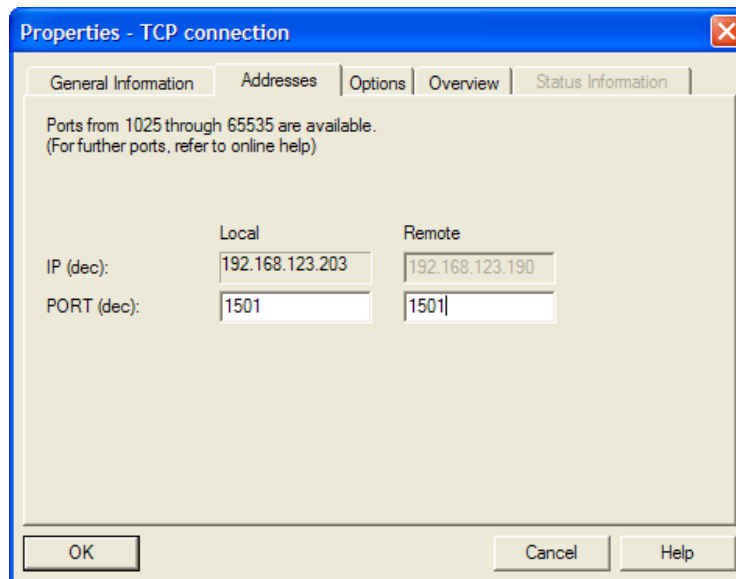 Properties - TCP connection
General Information Addresses Options Overview Status Information
Ports from 1025 through 65535 are available.
(For further ports, refer to online help)
Local Remote
IP (dec): 192.168.123.203 192.168.123.190
PORT (dec): 1501 1501
OK Cancel Help